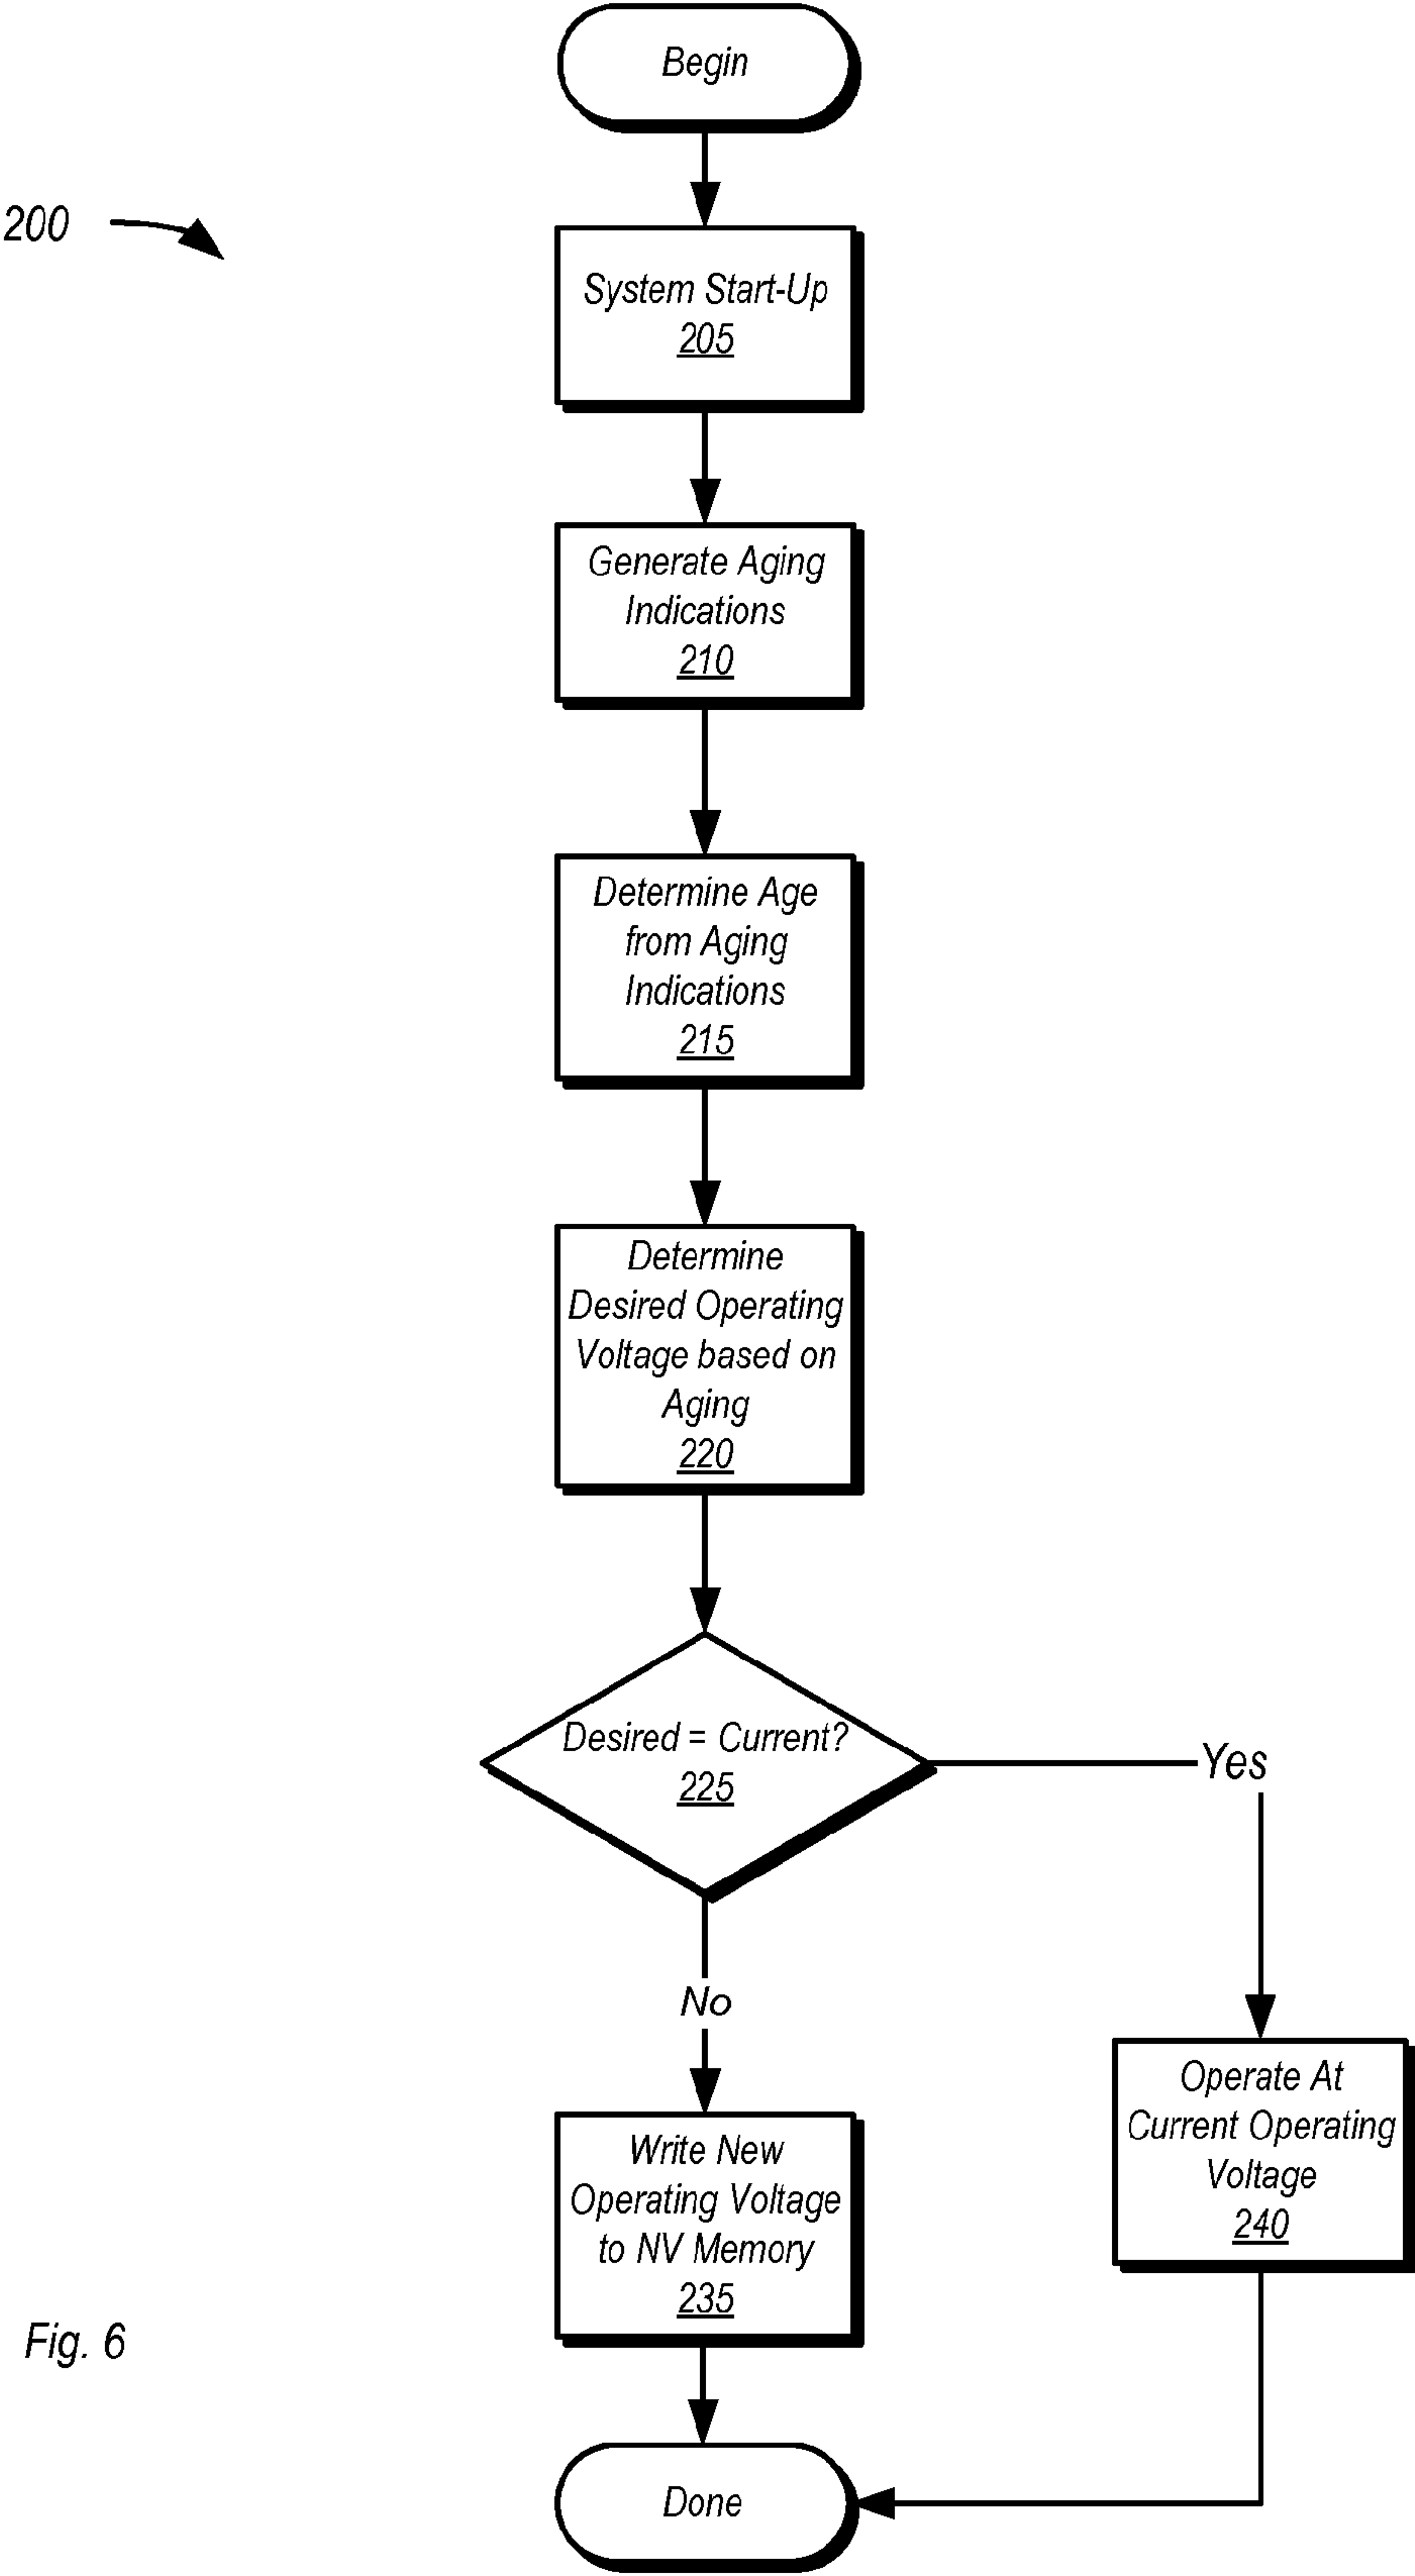 Begin
200
System Start-Up
205
Generate Aging
Indications
210
Determine Age
from Aging
Indications
215
Determine
Desired Operating
Voltage based on
Aging
220
Desired = Current?
225
Yes
No
Operate At
Current Operating
Voltage
240
Write New
Operating Voltage
to NV Memory
235
Fig. 6
Done